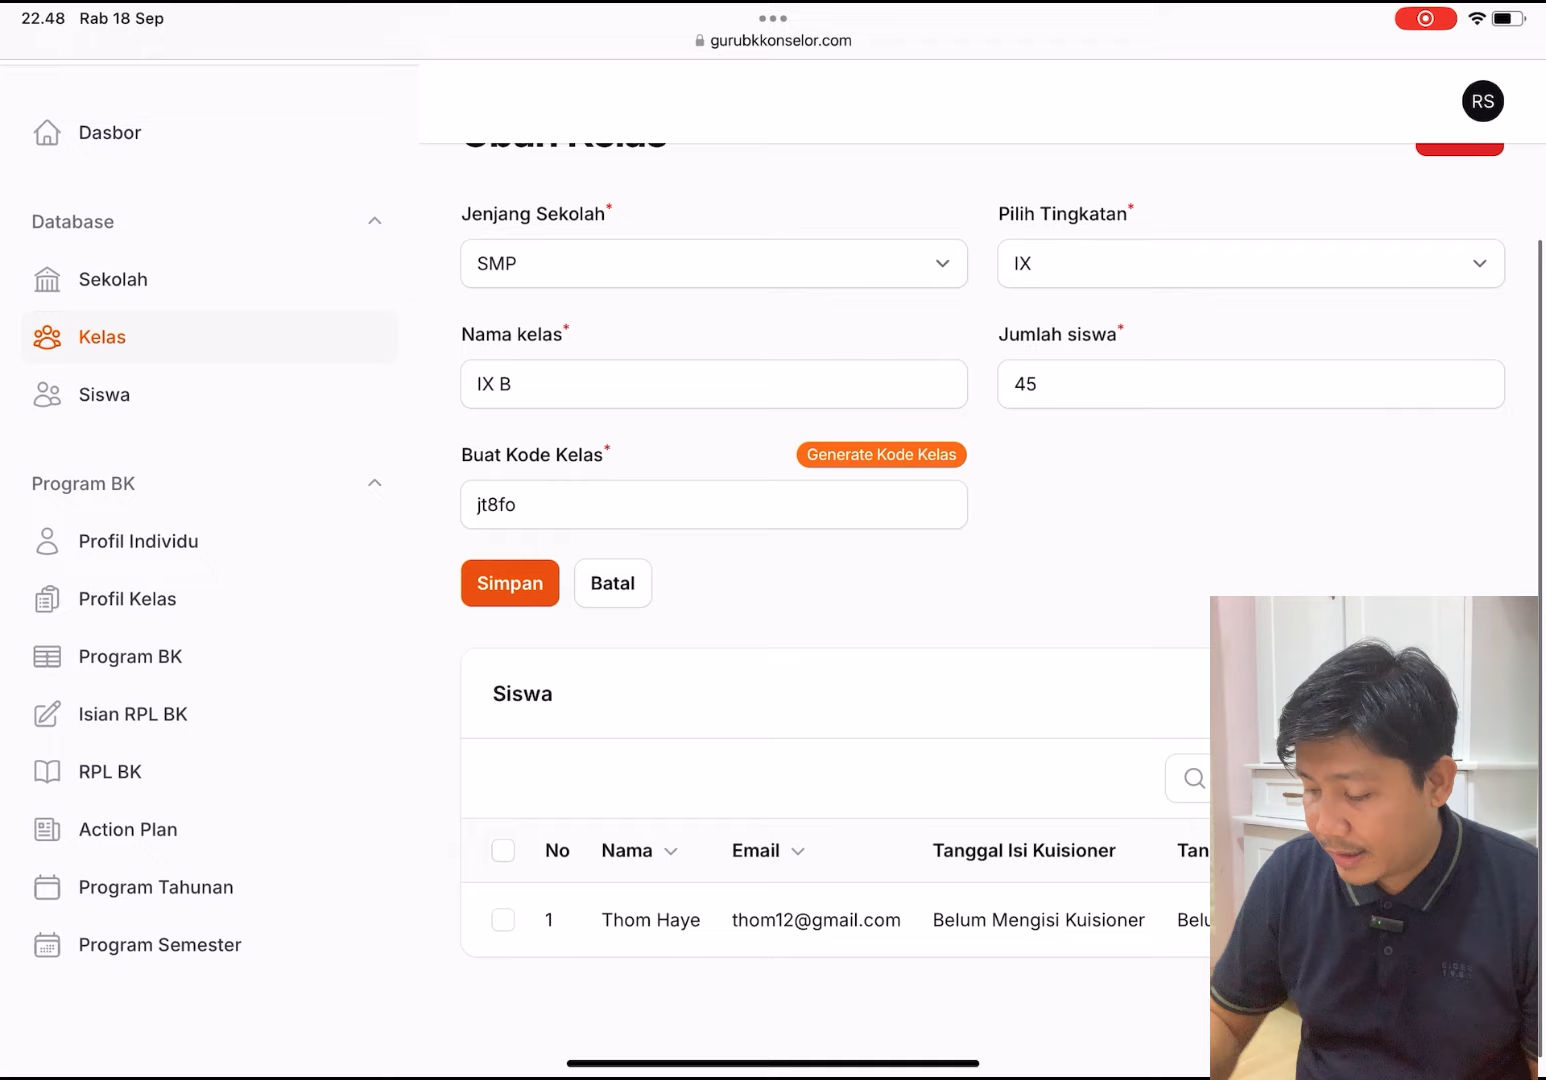 22.48 Rab 18 Sep
gurubkkonselor.com
RS
Dasbor
Database
Sekolah
Kelas
Siswa
Program BK
Profil Individu
Profil Kelas
Program BK
Isian RPL BK
RPL BK
Action Plan
Program Tahunan
Program Semester
Jenjang Sekolah*
Pilih Tingkatan*
SMP
IX
Nama kelas*
Jumlah siswa*
IX B
45
Buat Kode Kelas*
Generate Kode Kelas
jt8fo
Simpan
Batal
Siswa
No Nama Email Tanggal Isi Kuisioner Tan
1 Thom Haye thom12@gmail.com Belum Mengisi Kuisioner Belu